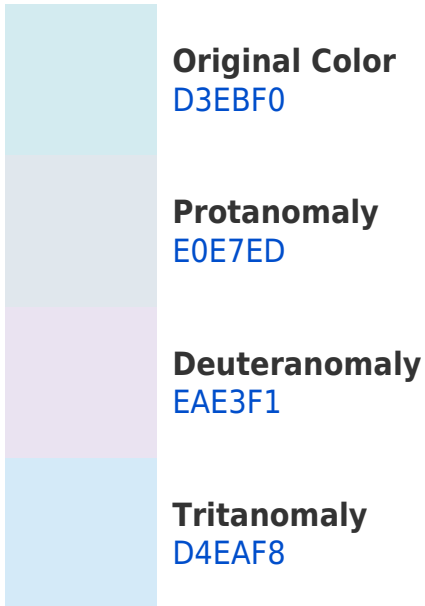 Original Color
D3EBF0
Protanomaly
E0E7ED
Deuteranomaly
EAE3F1
Tritanomaly
D4EAF8